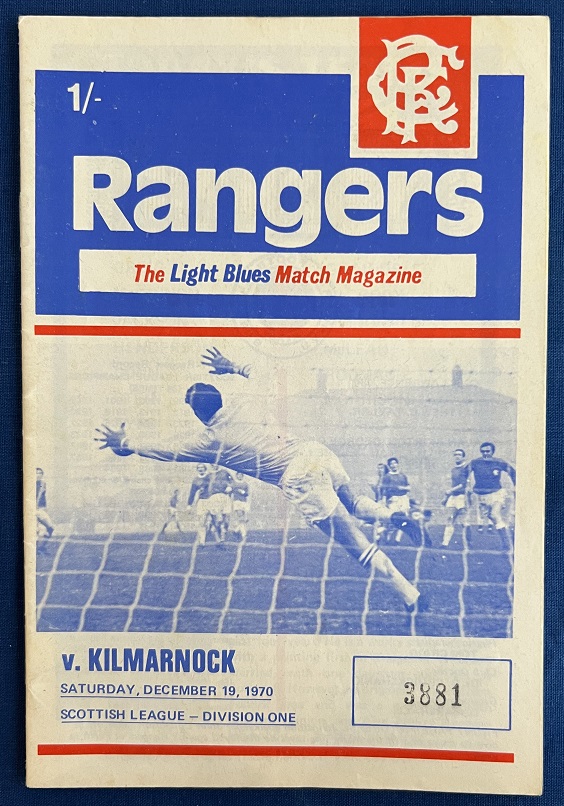 1/-
RFC
Rangers
The Light Blues Match Magazine
v. KILMARNOCK
SATURDAY, DECEMBER 19, 1970
SCOTTISH LEAGUE – DIVISION ONE
3881